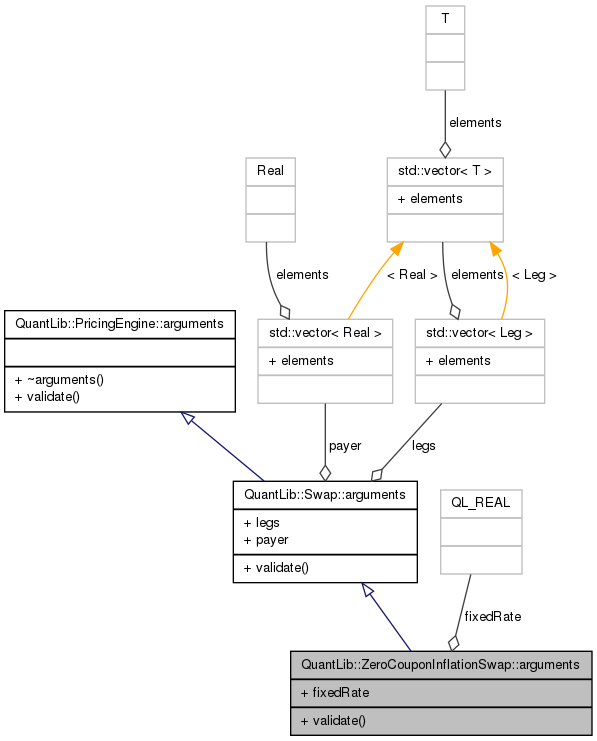 T
elements
std::vector< T >
+ elements
Real
elements
elements
< Real >
< Leg >
std::vector< Real >
+ elements
std::vector< Leg >
+ elements
QuantLib::PricingEngine::arguments
+ ~arguments()
+ validate()
payer
legs
QuantLib::Swap::arguments
+ legs
+ payer
+ validate()
QL_REAL
fixedRate
QuantLib::ZeroCouponInflationSwap::arguments
+ fixedRate
+ validate()